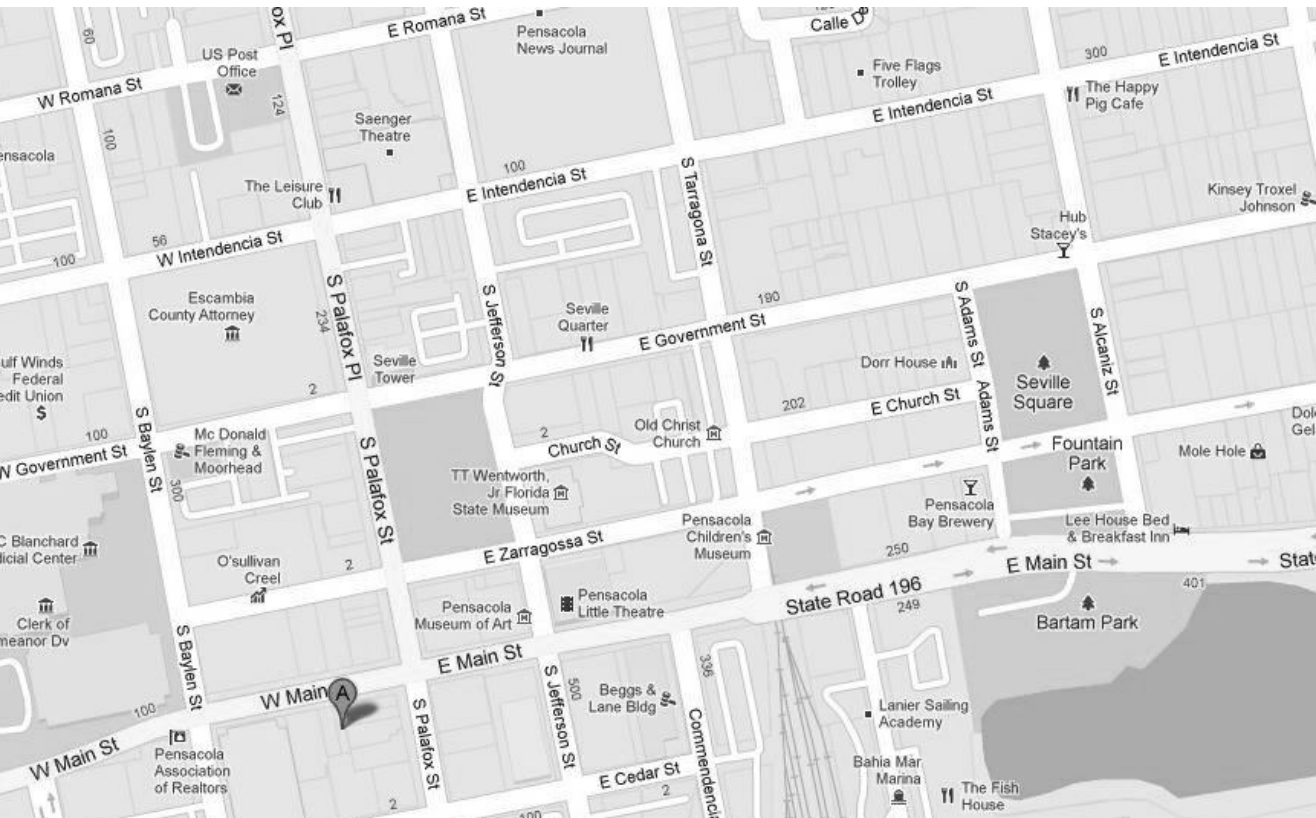 60
ox Pl
E Romana St
Pensacola
News Journal
Calle De
300
E Intendencia St
US Post
Office
W Romana St
124
Five Flags
Trolley
The Happy
Pig Cafe
E Intendencia St
Saenger
Theatre
100
ensacola
100
S Tarragona St
The Leisure
Club
E Intendencia St
Kinsey Troxel
Johnson
56
W Intendencia St
Hub
Stacey's
100
Escambia
County Attorney
234
S Palafox Pl
S Jefferson St
Seville
Quarter
190
E Government St
S Adams St
S Alcaniz St
ulf Winds
Federal
edit Union
$
Seville
Tower
Dorr House
Seville
Square
2
Adams St
S Baylen St
202
E Church St
100
W Government St
Mc Donald
Fleming &
Moorhead
S Palafox St
2
Church St
Old Christ
Church
Fountain
Park
Mole Hole
Dol
Gel
300
TT Wentworth,
Jr Florida
State Museum
Pensacola
Bay Brewery
Pensacola
Children's
Museum
Lee House Bed
& Breakfast Inn
C Blanchard
dicial Center
O'sullivan
Creel
2
E Zarragossa St
250
E Main St
State
401
Clerk of
meanor Dv
Pensacola
Museum of Art
Pensacola
Little Theatre
State Road 196
249
Bartam Park
S Baylen St
E Main St
336
W Main
A
S Palafox St
S Jefferson St
500
Beggs &
Lane Bldg
Commendencia
Lanier Sailing
Academy
100
W Main St
Pensacola
Association
of Realtors
E Cedar St
Bahia Mar
Marina
The Fish
House
2
2
100